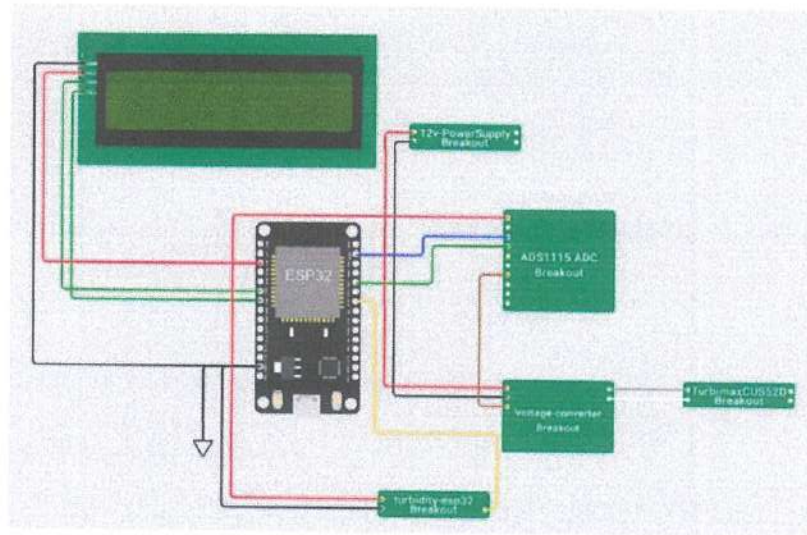 12v-PowerSupply
Breakout
ESP32
ADS1115 ADC
Breakout
Voltage-converter
Breakout
TurbimaxCUS52D
Breakout
turbidity-esp32
Breakout